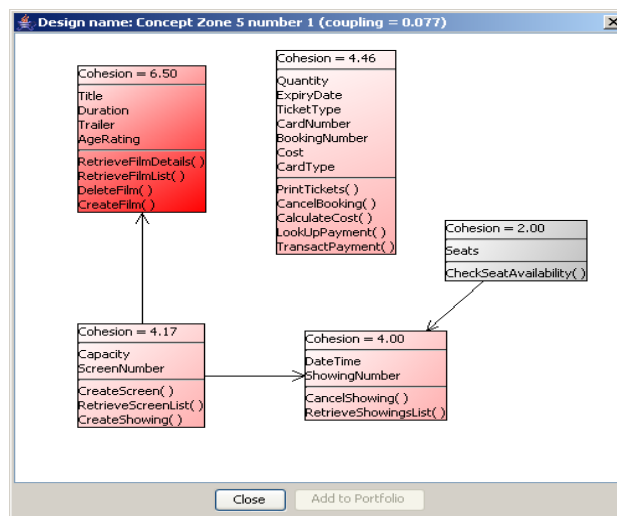 Design name: Concept Zone 5 number 1 (coupling = 0.077)
Cohesion = 6.50
Title
Duration
Trailer
AgeRating
RetrieveFilmDetails( )
RetrieveFilmList( )
DeleteFilm( )
CreateFilm( )
Cohesion = 4.46
Quantity
ExpiryDate
TicketType
CardNumber
BookingNumber
Cost
CardType
PrintTickets( )
CancelBooking( )
CalculateCost( )
LookUpPayment( )
TransactPayment( )
Cohesion = 2.00
Seats
CheckSeatAvailability( )
Cohesion = 4.17
Capacity
ScreenNumber
CreateScreen( )
RetrieveScreenList( )
CreateShowing( )
Cohesion = 4.00
DateTime
ShowingNumber
CancelShowing( )
RetrieveShowingsList( )
Close
Add to Portfolio